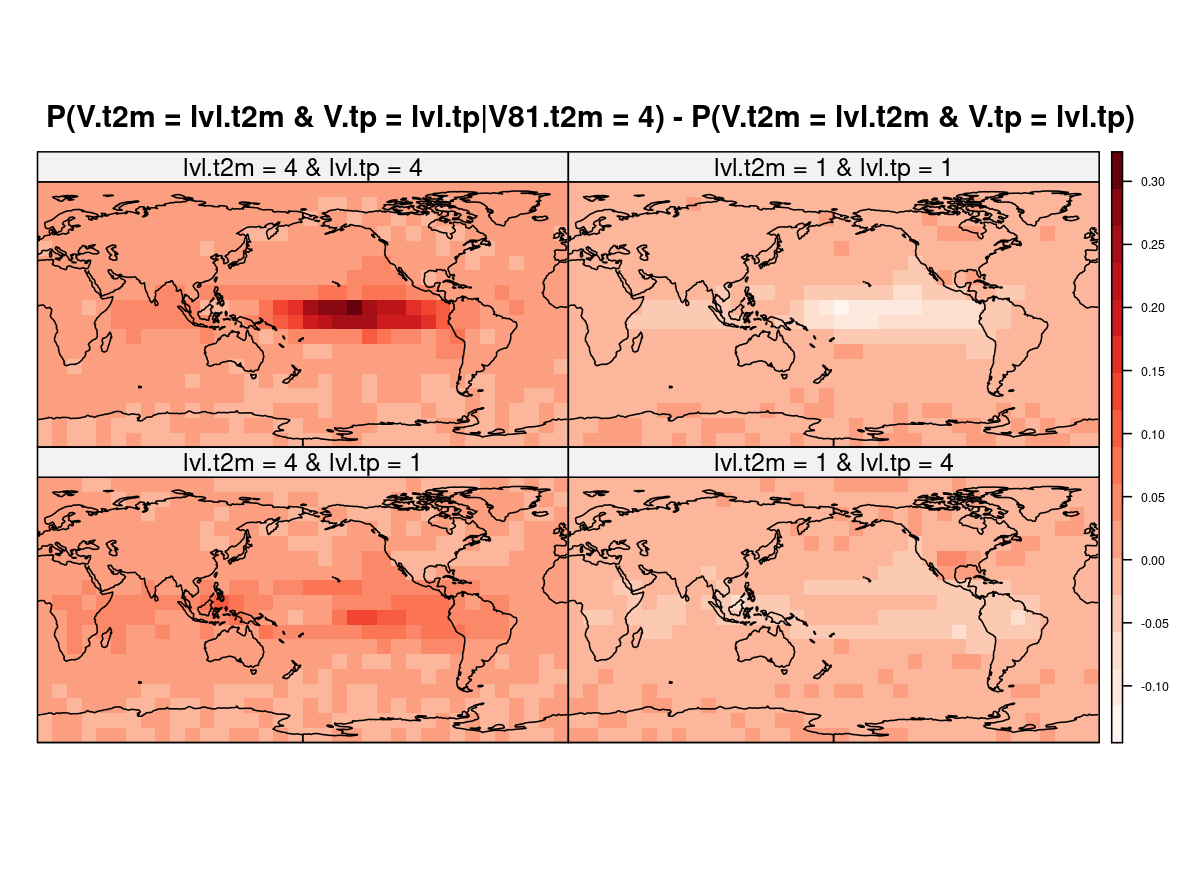 P(V.t2m = lvl.t2m & V.tp = lvl.tp|V81.t2m = 4) - P(V.t2m = lvl.t2m & V.tp = lvl.tp)
lvl.t2m = 4 & lvl.tp = 4
lvl.t2m = 1 & lvl.tp = 1
0.30
0.25
0.20
0.15
0.10
lvl.t2m = 4 & lvl.tp = 1
lvl.t2m = 1 & lvl.tp = 4
0.05
0.00
-0.05
-0.10